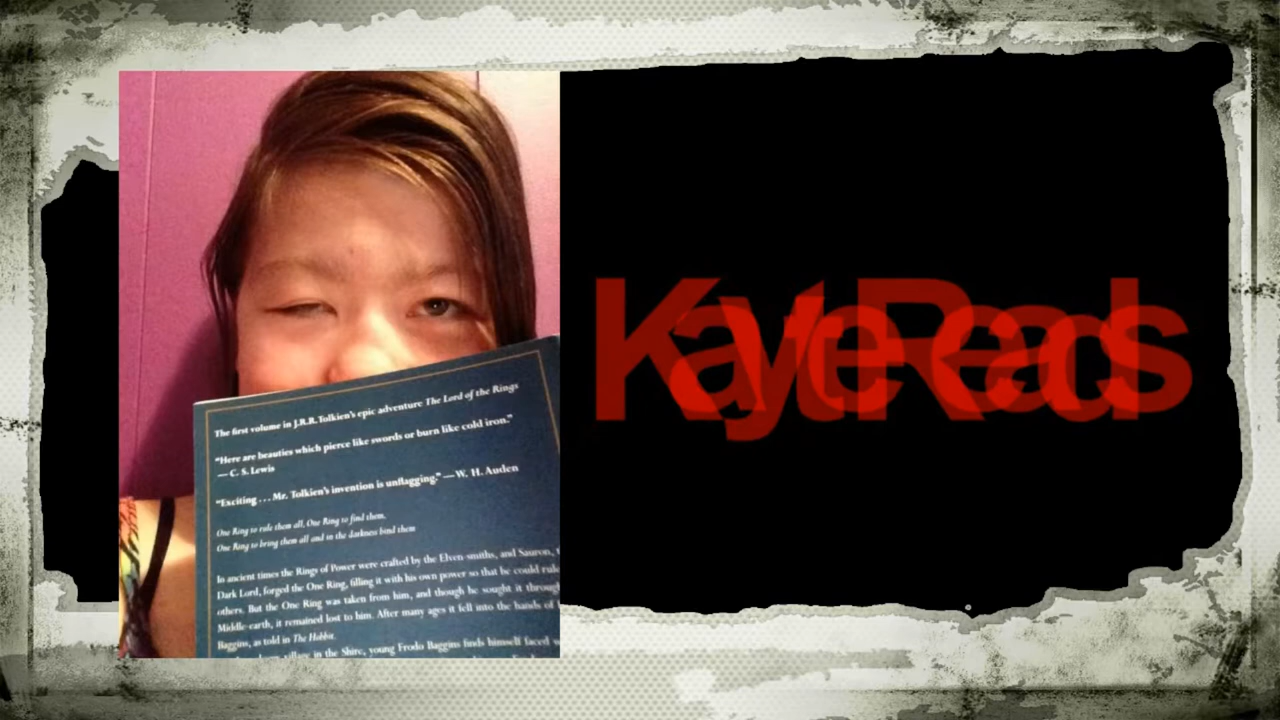 The first volume in J.R.R. Tolkien's epic adventure The Lord of the Rings
"Here are beauties which pierce like swords or burn like cold iron."
— C. S. Lewis
"Exciting . . . Mr. Tolkien's invention is unflagging." — W. H. Auden
One Ring to rule them all, One Ring to find them,
One Ring to bring them all and in the darkness bind them
In ancient times the Rings of Power were crafted by the Elven-smiths, and Sauron,
Dark Lord, forged the One Ring, filling it with his own power so that he could rule
others. But the One Ring was taken from him, and though he sought it through
Middle-earth, it remained lost to him. After many ages it fell into the hands of
Baggins, as told in The Hobbit.
village in the Shire, young Frodo Baggins finds himself faced
KayteReads